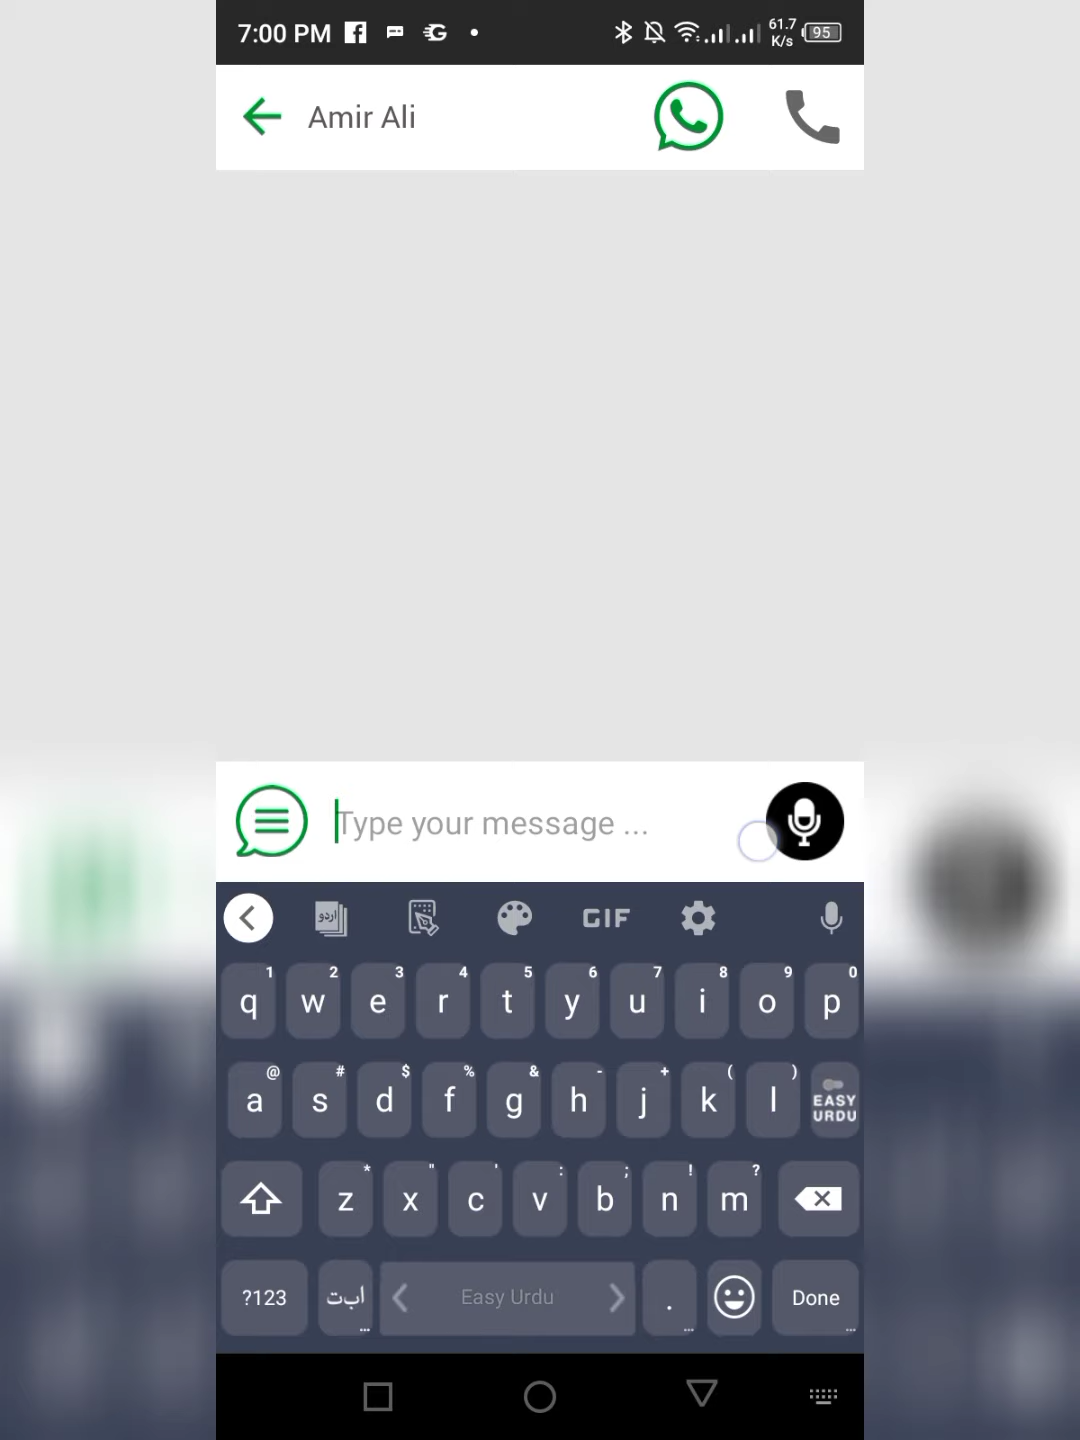 7:00 PM 61.7 K/s 95
Amir Ali
Type your message ...
اردو GIF
1 2 3 4 5 6 7 8 9 0
q w e r t y u i o p
@ # $ % & - + ( )
a s d f g h j k l EASY URDU
* " ' : ; ! ?
z x c v b n m
?123 اب‌ت Easy Urdu . Done